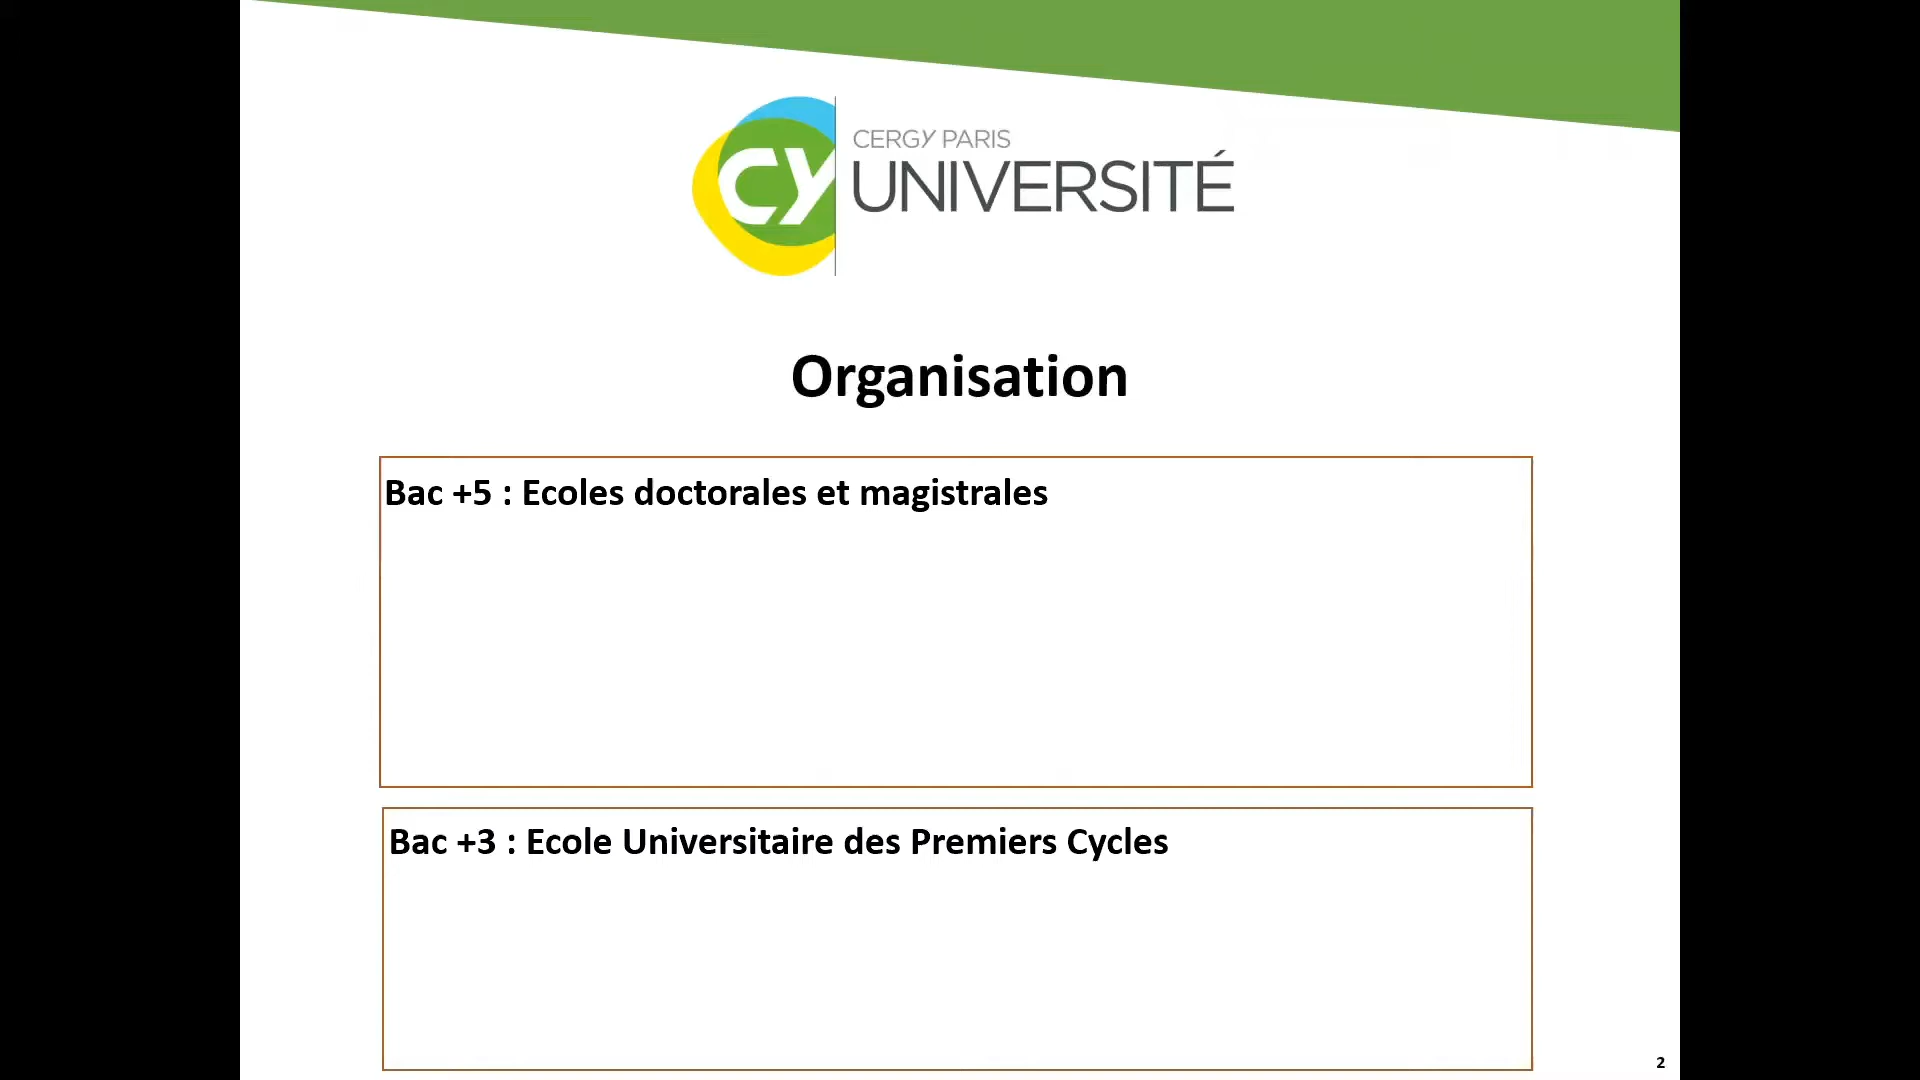 CY
CERGY PARIS
UNIVERSITÉ
Organisation
Bac +5 : Ecoles doctorales et magistrales
Bac +3 : Ecole Universitaire des Premiers Cycles
2